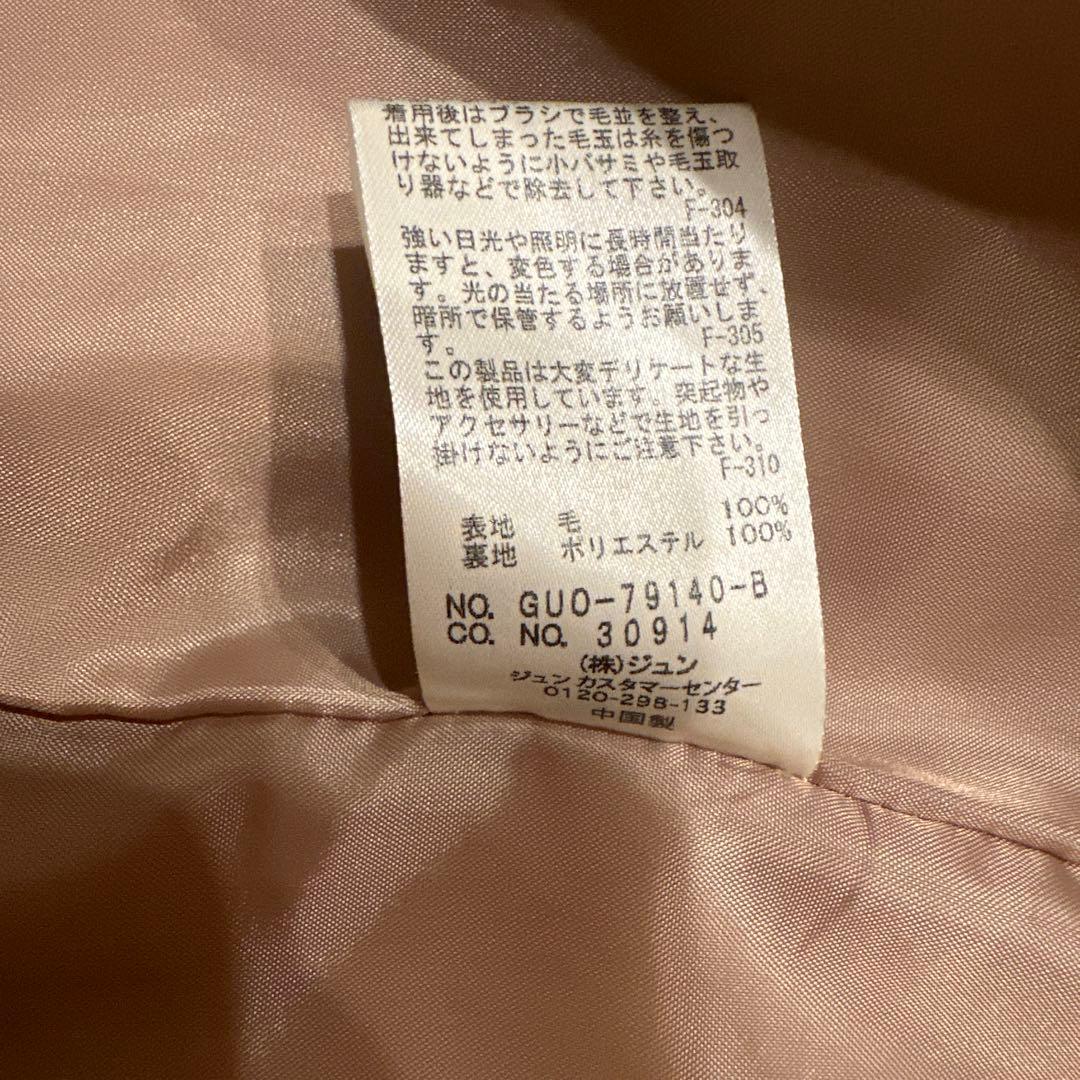 着用後はブラシで毛並を整え、
出来てしまった毛玉は糸を傷つ
けないように小バサミや毛玉取
り器などで除去して下さい。
F-304
強い日光や照明に長時間当たり
ますと、変色する場合がありま
す。光の当たる場所に放置せず、
暗所で保管するようお願いしま
す。
F-305
この製品は大変デリケートな生
地を使用しています。突起物や
アクセサリーなどで生地を引っ
掛けないようにご注意下さい。
F-310
表地 毛 100%
裏地 ポリエステル 100%
NO. GUO-79140-B
CO. NO. 30914
(株)ジュン
ジュン カスタマーセンター
0120-298-133
中国製